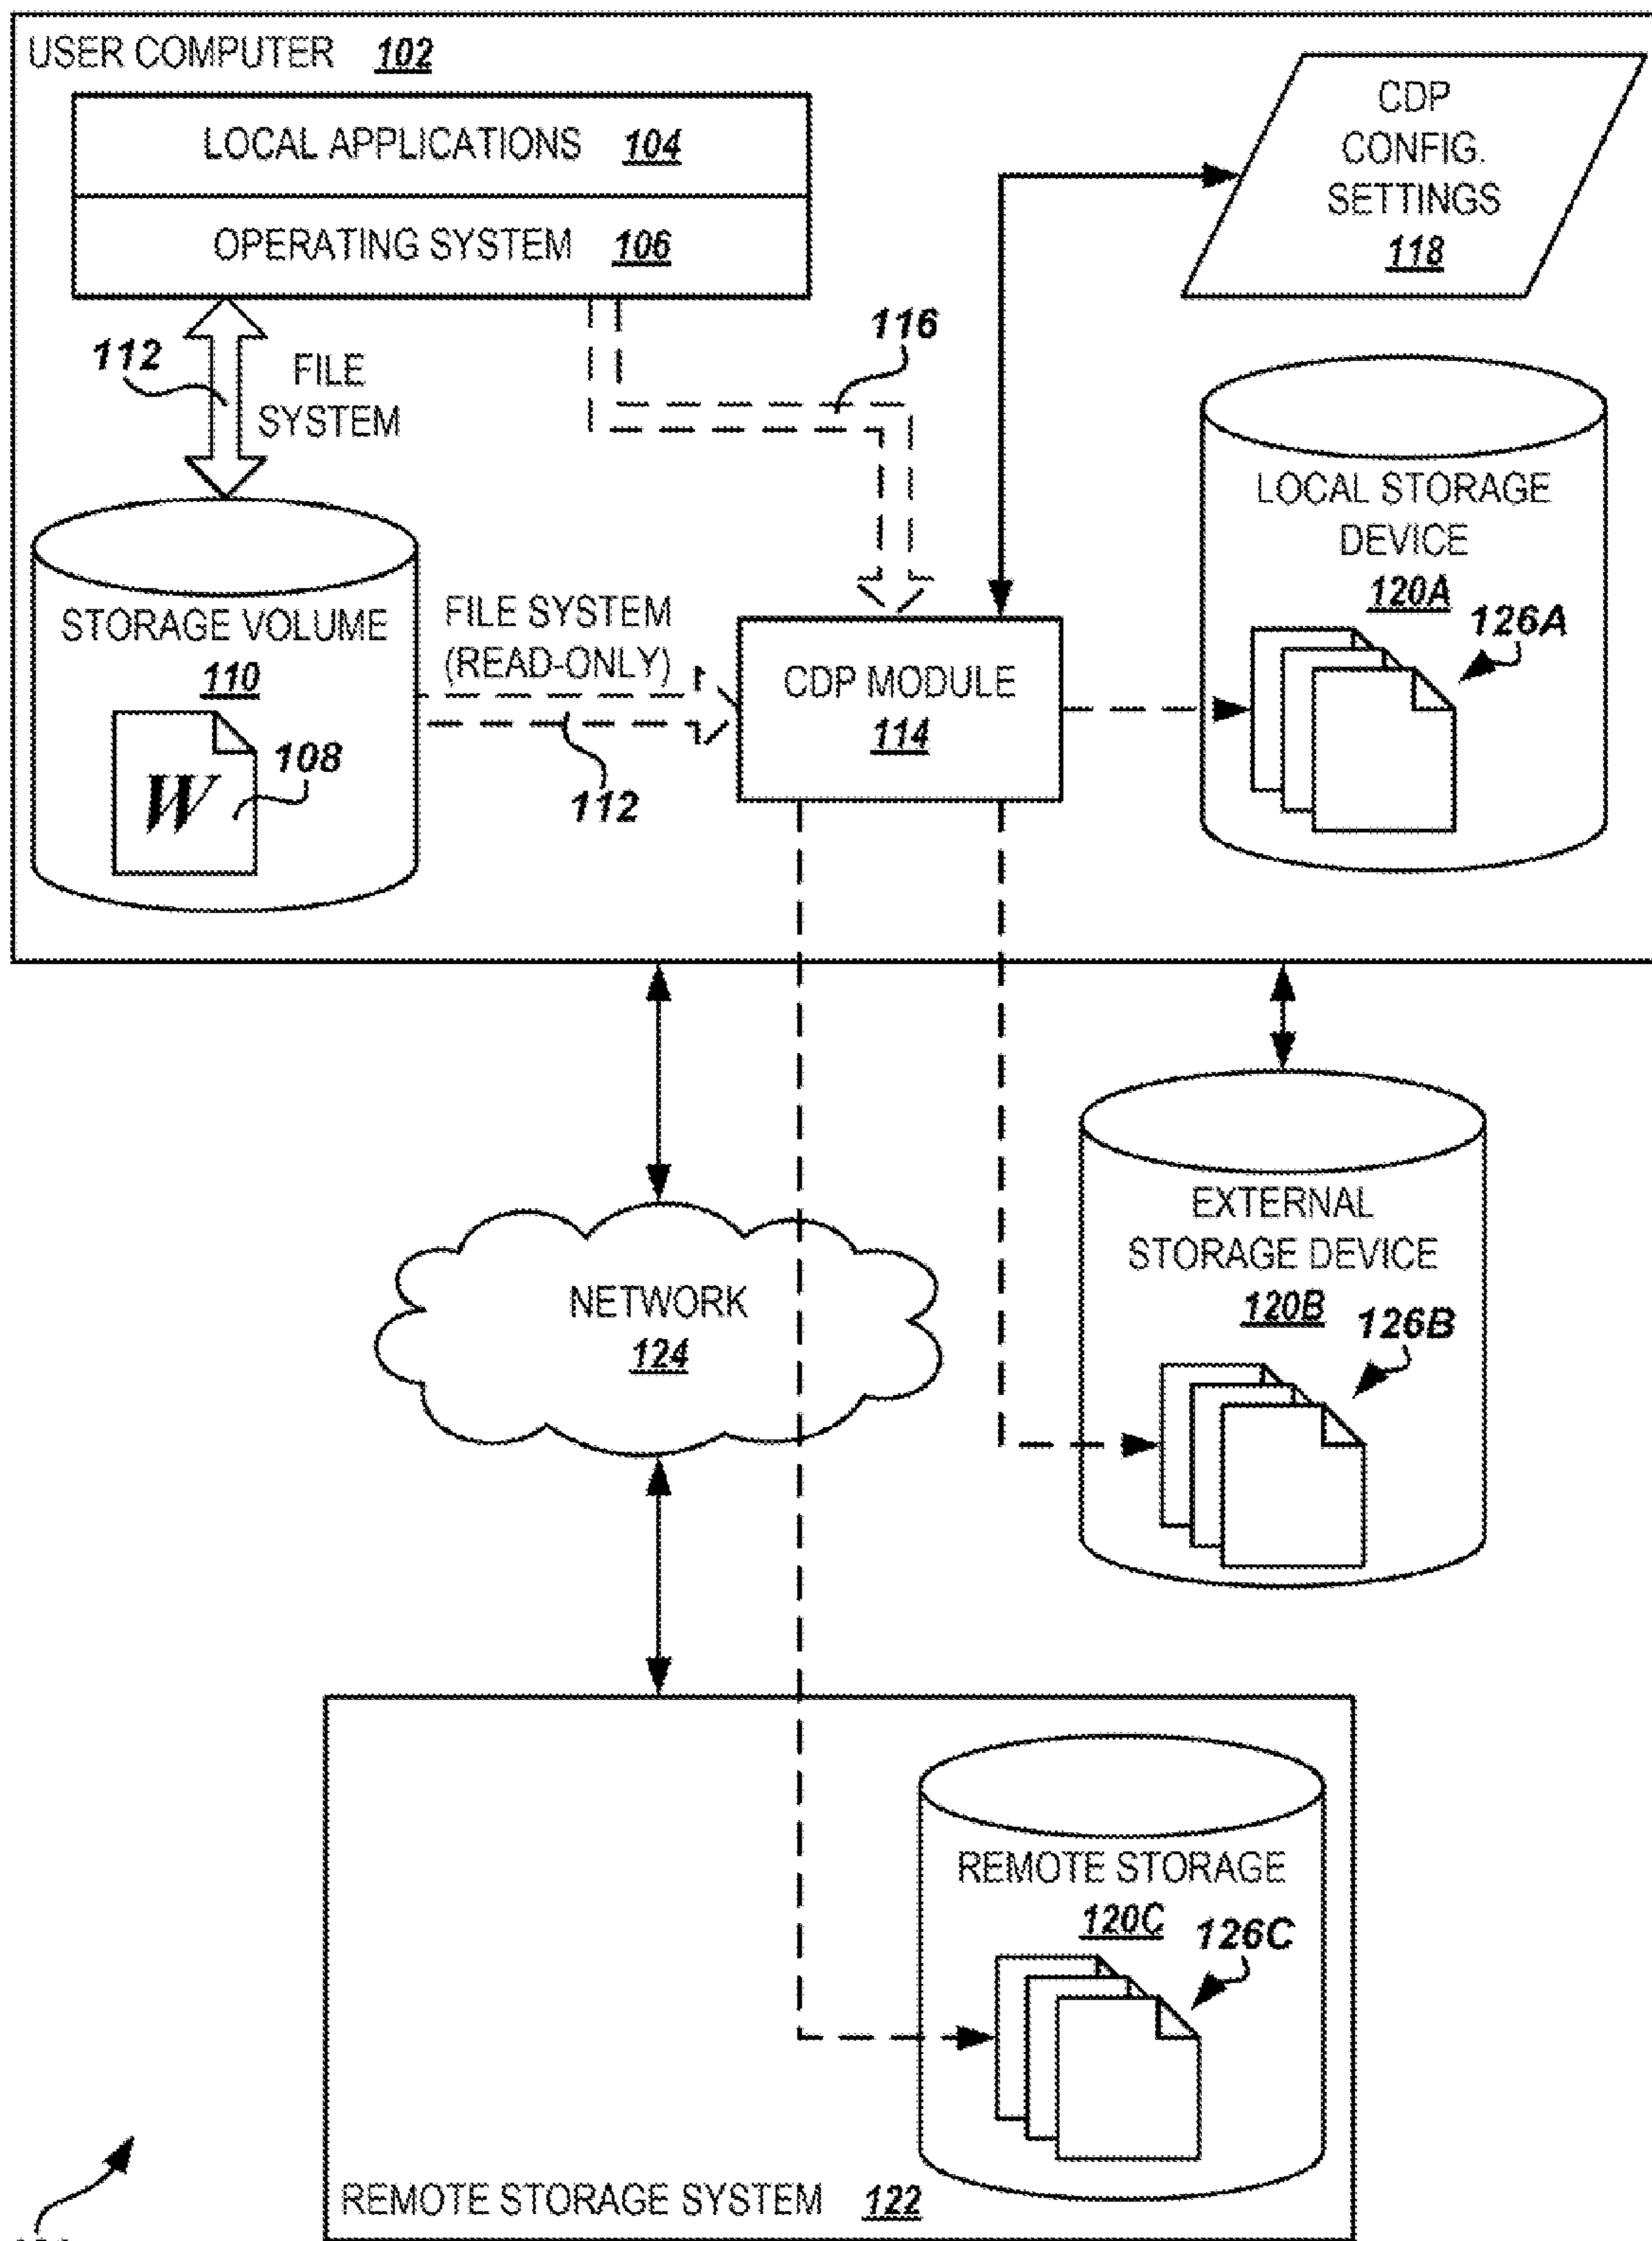 USER COMPUTER 102
LOCAL APPLICATIONS 104
OPERATING SYSTEM 106
CDP
CONFIG.
SETTINGS
118
112
FILE
SYSTEM
116
STORAGE VOLUME
110
W
108
FILE SYSTEM
(READ-ONLY)
112
CDP MODULE
114
LOCAL STORAGE
DEVICE
120A
126A
NETWORK
124
EXTERNAL
STORAGE DEVICE
120B
126B
REMOTE STORAGE
120C
126C
REMOTE STORAGE SYSTEM 122